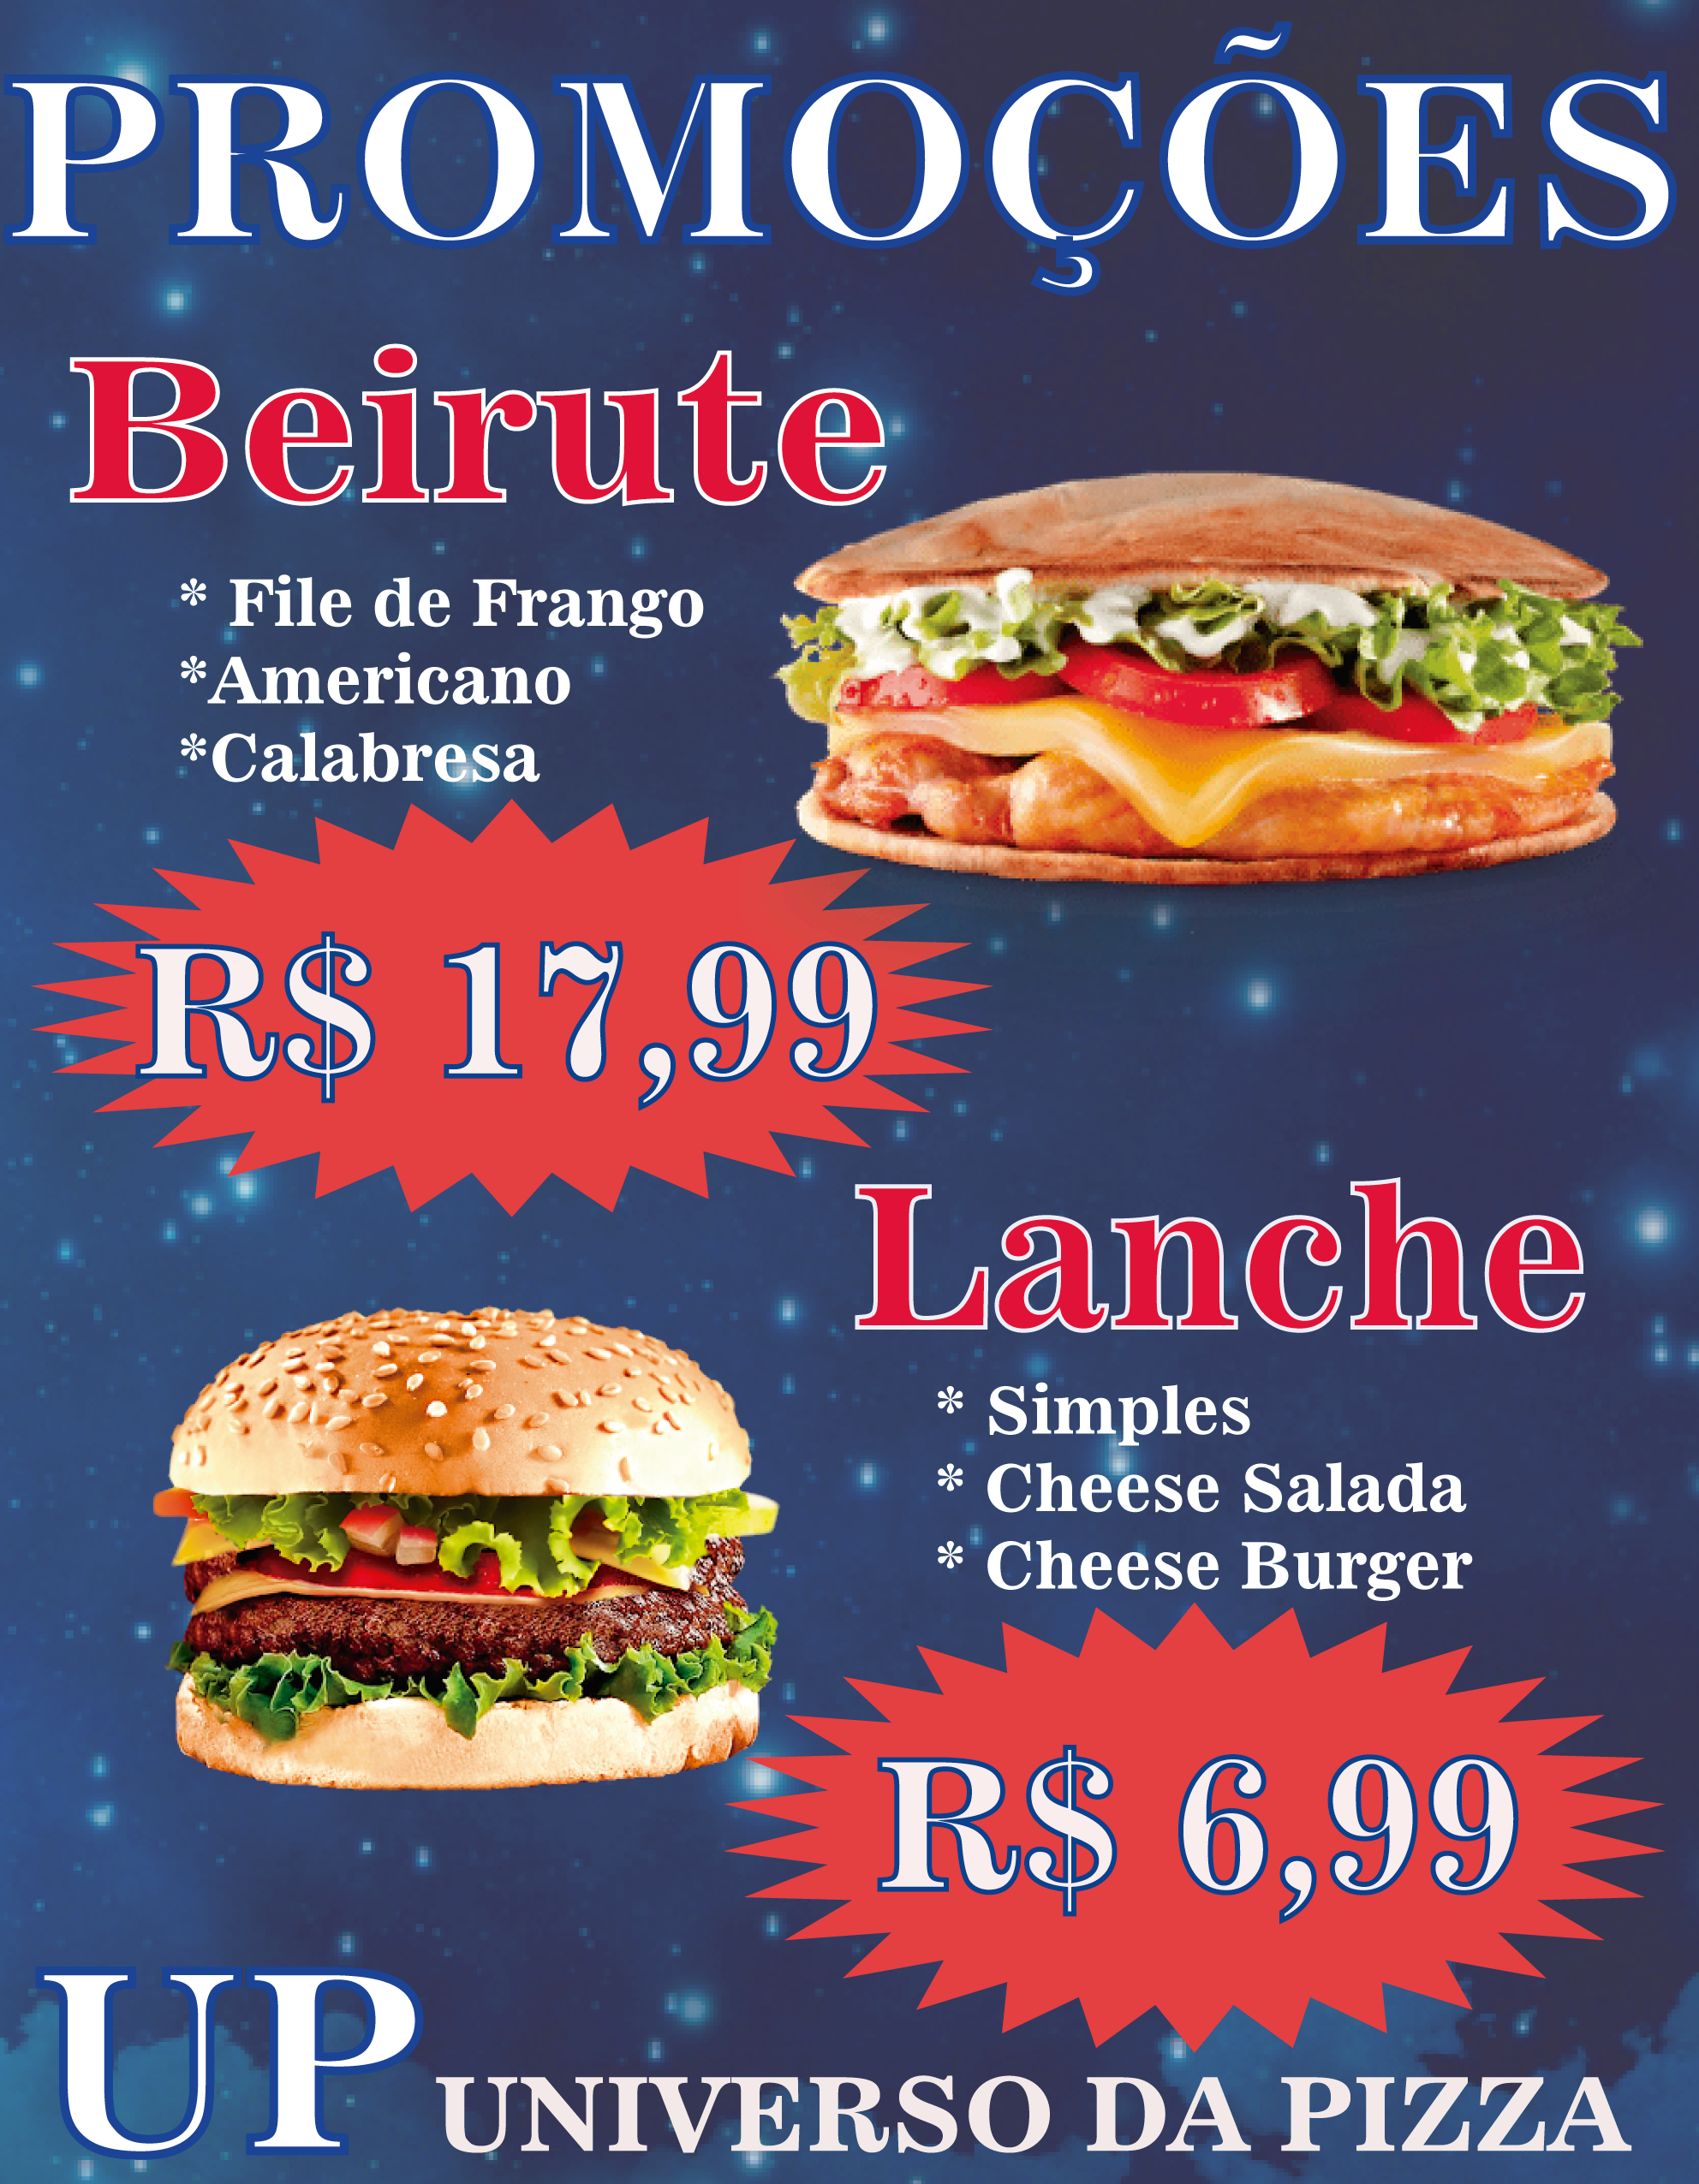 PROMOÇÕES
Beirute
* File de Frango
*Americano
*Calabresa
R$ 17,99
Lanche
* Simples
* Cheese Salada
* Cheese Burger
R$ 6,99
UP UNIVERSO DA PIZZA